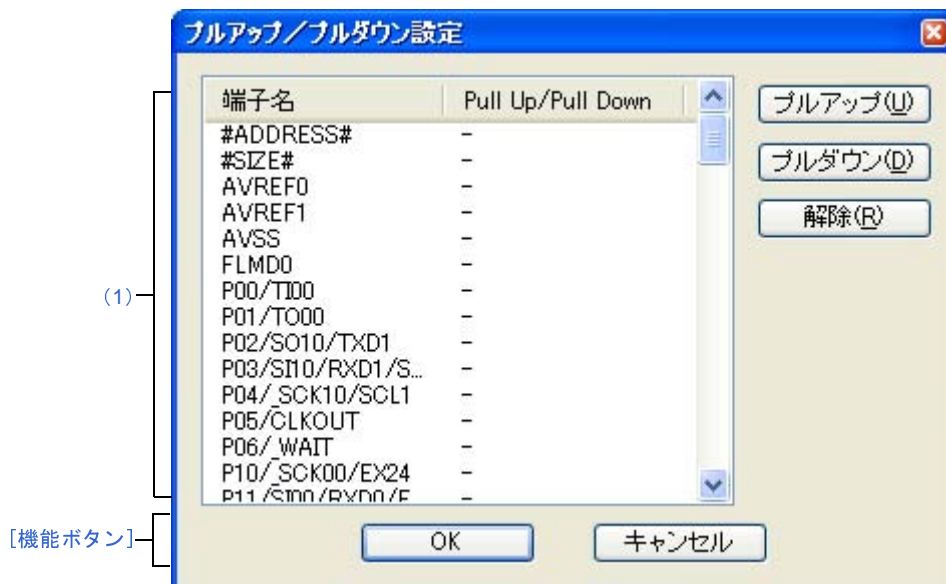 プルアップ／プルダウン設定
端子名 Pull Up/Pull Down
#ADDRESS# -
#SIZE# -
AVREF0 -
AVREF1 -
AVSS -
FLMD0 -
P00/TI00 -
P01/TO00 -
P02/SO10/TXD1 -
P03/SI10/RXD1/S... -
P04/_SCK10/SCL1 -
P05/CLKOUT -
P06/_WAIT -
P10/_SCK00/EX24 -
P11/SI00/RXD0/E -
プルアップ(U)
プルダウン(D)
解除(R)
(1)
[機能ボタン]
OK キャンセル